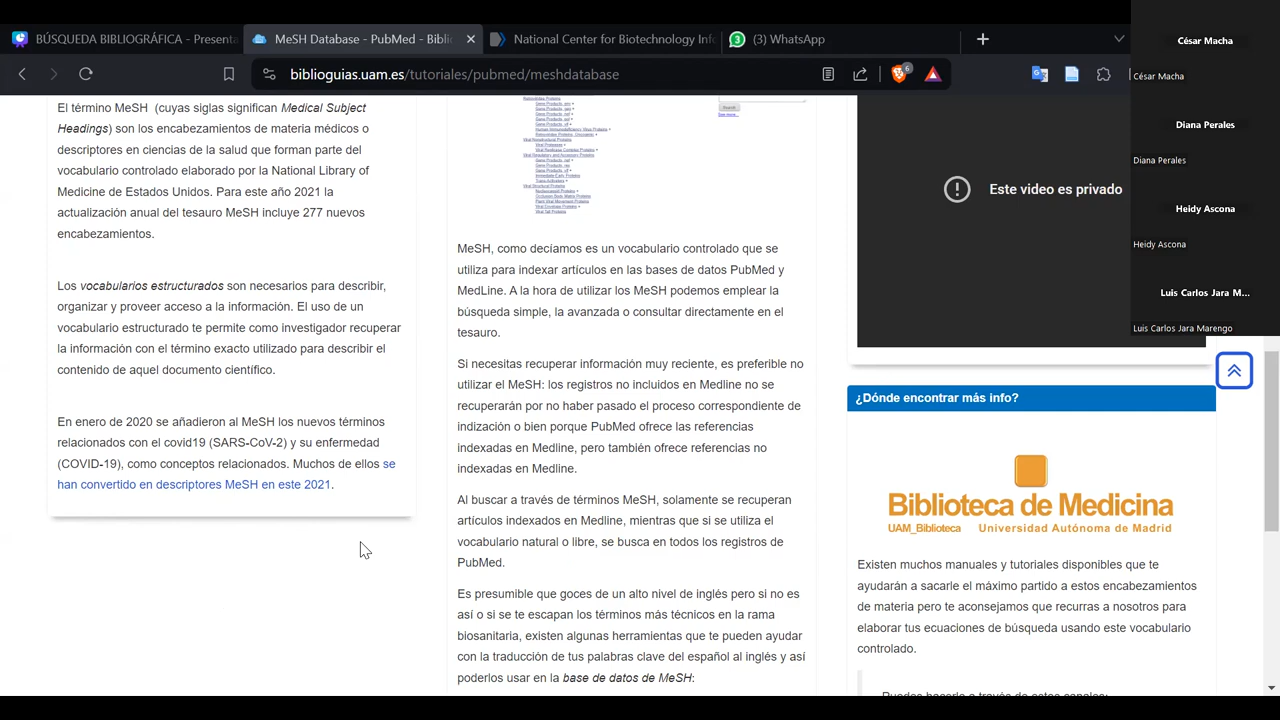 BÚSQUEDA BIBLIOGRÁFICA - Presenta
MeSH Database - PubMed - Bibli
National Center for Biotechnology Inf
(3) WhatsApp
biblioguias.uam.es/tutoriales/pubmed/meshdatabase
6
César Macha
César Macha
Diana Perales
Diana Perales
Heidy Ascona
Heidy Ascona
Luis Carlos Jara M...
Luis Carlos Jara Marengo
El término MeSH (cuyas siglas significan Medical Subject
Headings) son los encabezamientos de materia médicos o
descriptores de ciencias de la salud que forman parte del
vocabulario controlado elaborado por la National Library of
Medicine de Estados Unidos. Para este año 2021 la
actualización anual del tesauro MeSH incluye 277 nuevos
encabezamientos.
Los vocabularios estructurados son necesarios para describir,
organizar y proveer acceso a la información. El uso de un
vocabulario estructurado te permite como investigador recuperar
la información con el término exacto utilizado para describir el
contenido de aquel documento científico.
En enero de 2020 se añadieron al MeSH los nuevos términos
relacionados con el covid19 (SARS-CoV-2) y su enfermedad
(COVID-19), como conceptos relacionados. Muchos de ellos se
han convertido en descriptores MeSH en este 2021.
MeSH, como decíamos es un vocabulario controlado que se
utiliza para indexar artículos en las bases de datos PubMed y
MedLine. A la hora de utilizar los MeSH podemos emplear la
búsqueda simple, la avanzada o consultar directamente en el
tesauro.
Si necesitas recuperar información muy reciente, es preferible no
utilizar el MeSH: los registros no incluidos en Medline no se
recuperarán por no haber pasado el proceso correspondiente de
indización o bien porque PubMed ofrece las referencias
indexadas en Medline, pero también ofrece referencias no
indexadas en Medline.
Al buscar a través de términos MeSH, solamente se recuperan
artículos indexados en Medline, mientras que si se utiliza el
vocabulario natural o libre, se busca en todos los registros de
PubMed.
Es presumible que goces de un alto nivel de inglés pero si no es
así o si se te escapan los términos más técnicos en la rama
biosanitaria, existen algunas herramientas que te pueden ayudar
con la traducción de tus palabras clave del español al inglés y así
poderlos usar en la base de datos de MeSH:
Este video es privado
¿Dónde encontrar más info?
Biblioteca de Medicina
UAM_Biblioteca Universidad Autónoma de Madrid
Existen muchos manuales y tutoriales disponibles que te
ayudarán a sacarle el máximo partido a estos encabezamientos
de materia pero te aconsejamos que recurras a nosotros para
elaborar tus ecuaciones de búsqueda usando este vocabulario
controlado.
Puedes hacerlo a través de estos canales: